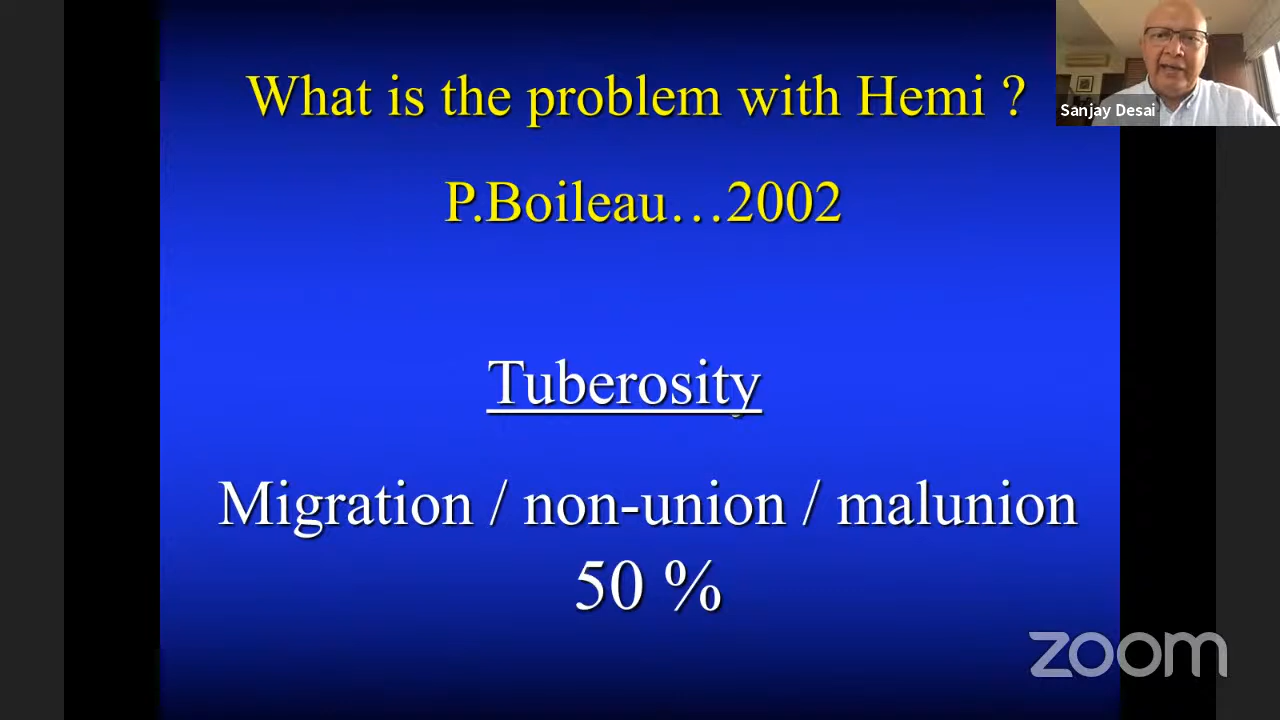 What is the problem with Hemi ?
Sanjay Desai
P.Boileau…2002
Tuberosity
Migration / non-union / malunion
50 %
zoom